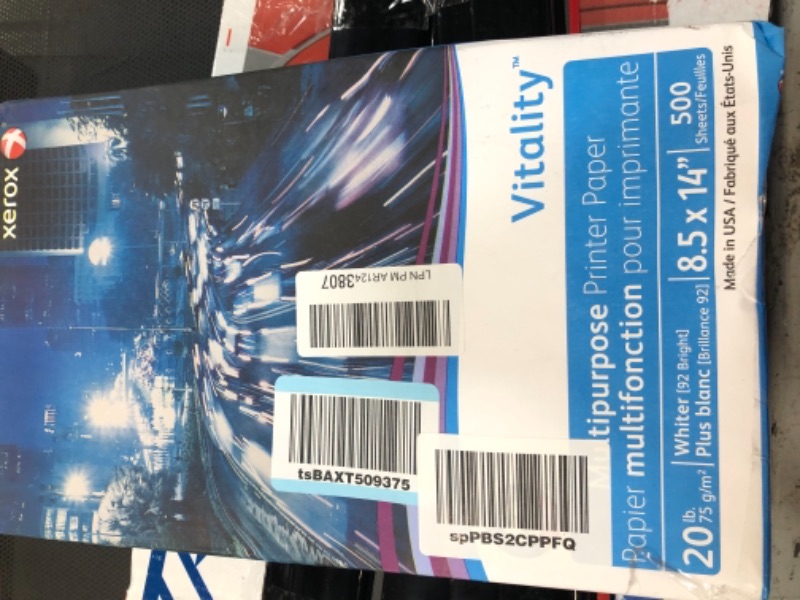 xerox
Vitality™
Multipurpose Printer Paper
Papier multifonction pour imprimante
20 lb. 75 g/m²
Whiter [92 Bright]
Plus blanc [Brillance 92]
8.5 x 14”
500 Sheets/Feuilles
Made in USA / Fabriqué aux États-Unis
LPN PM AR1243807
tsBAXT509375
spPBS2CPPFQ